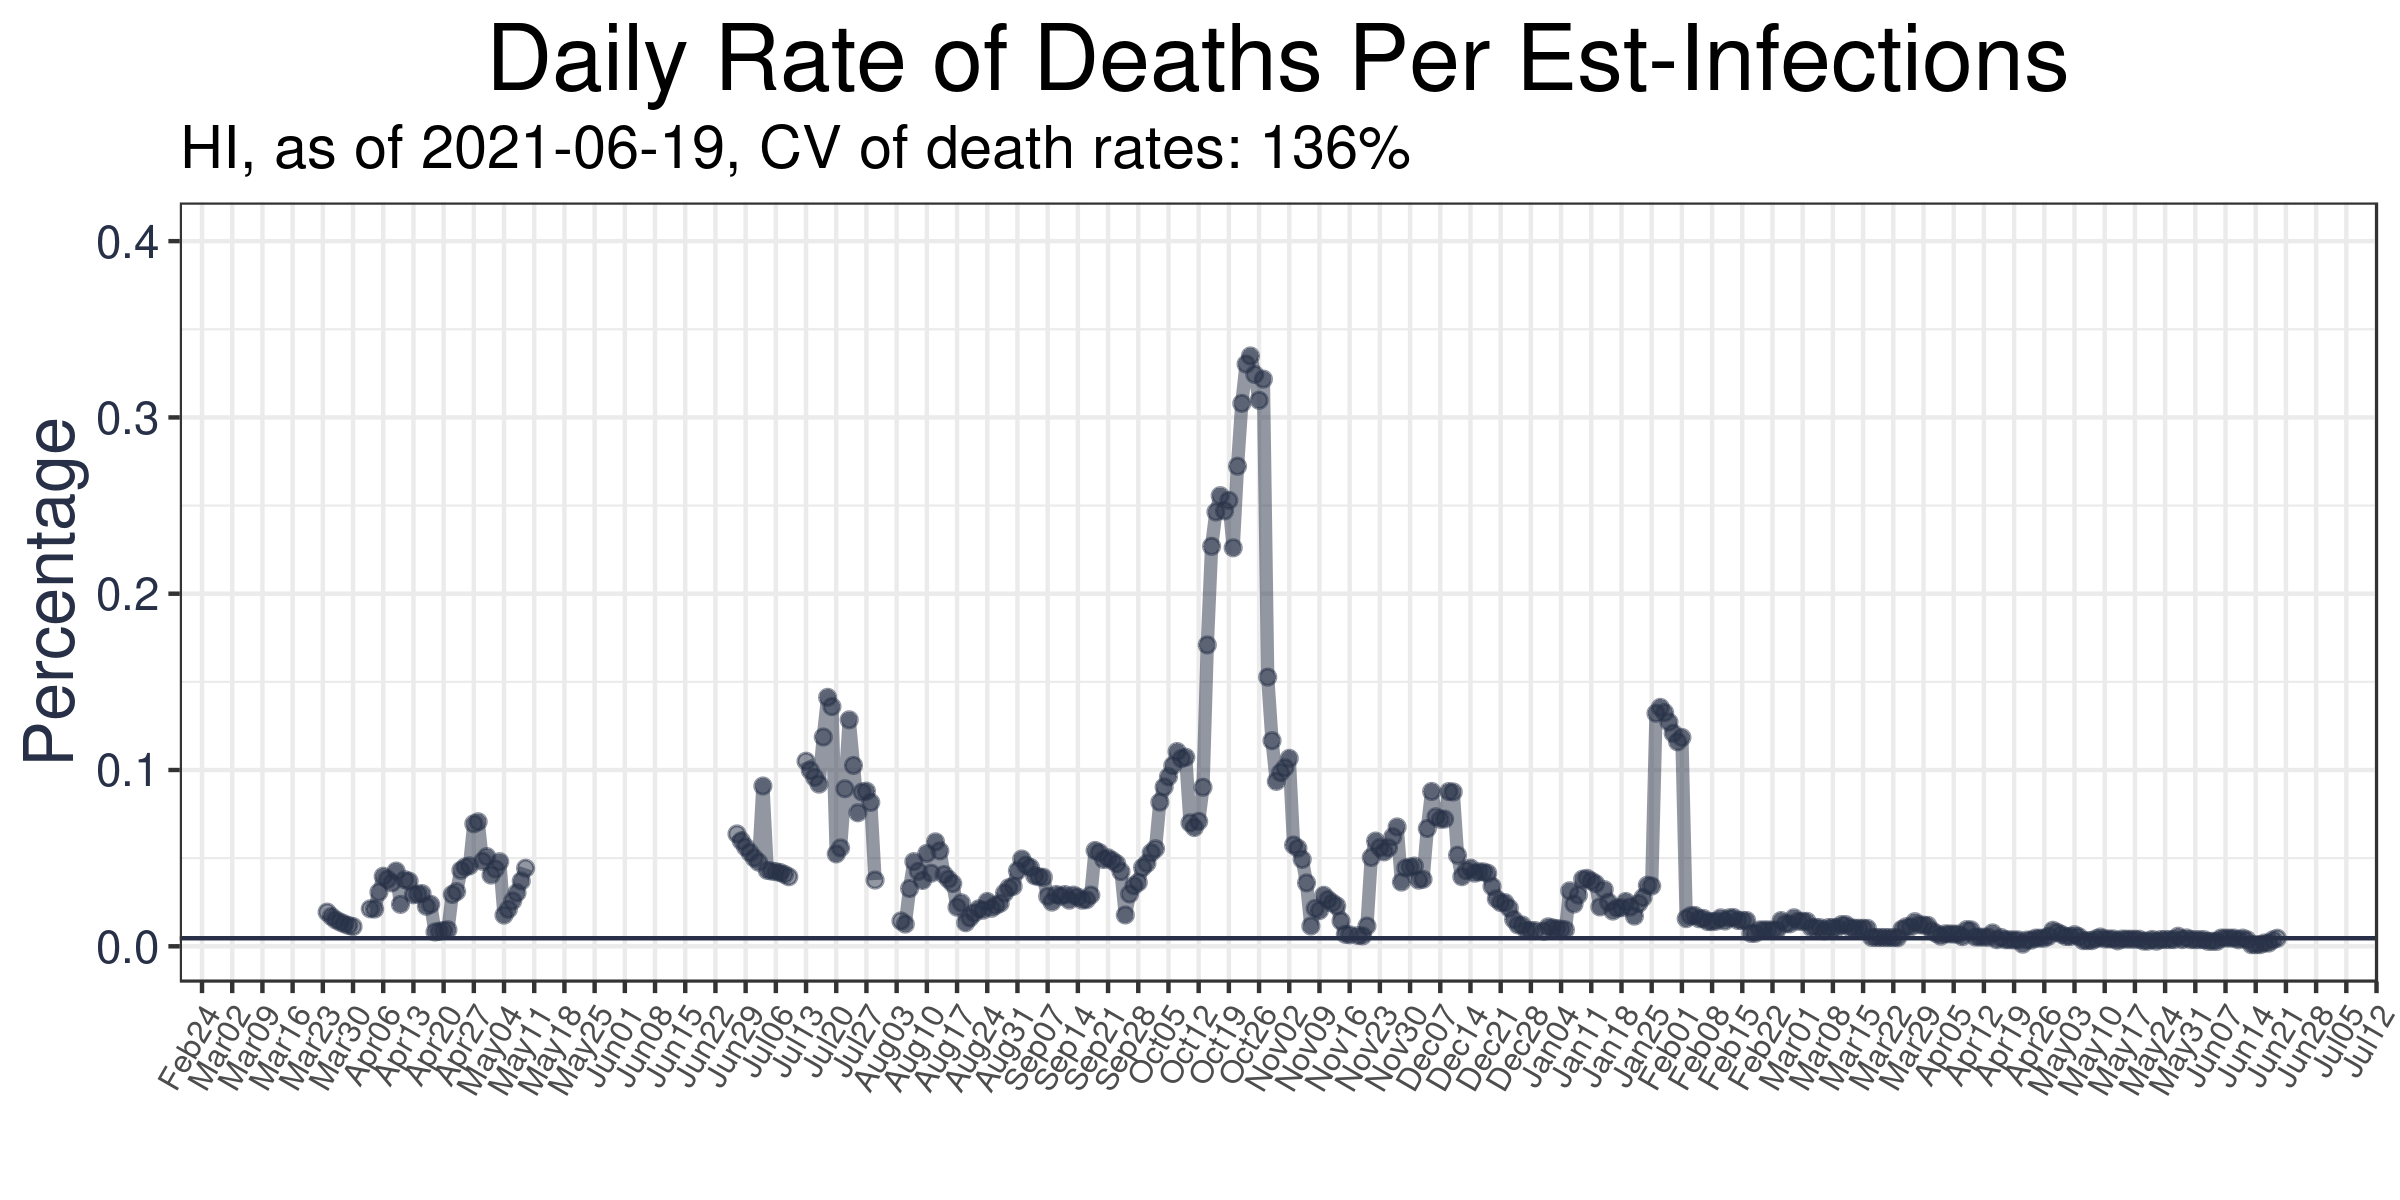 Daily Rate of Deaths Per Est-Infections
HI, as of 2021-06-19, CV of death rates: 136%
Percentage
0.4
0.3
0.2
0.1
0.0
Feb24 Mar02 Mar09 Mar16 Mar23 Mar30 Apr06 Apr13 Apr20 Apr27 May04 May11 May18 May25 Jun01 Jun08 Jun15 Jun22 Jun29 Jul06 Jul13 Jul20 Jul27 Aug03 Aug10 Aug17 Aug24 Aug31 Sep07 Sep14 Sep21 Sep28 Oct05 Oct12 Oct19 Oct26 Nov02 Nov09 Nov16 Nov23 Nov30 Dec07 Dec14 Dec21 Dec28 Jan04 Jan11 Jan18 Jan25 Feb01 Feb08 Feb15 Feb22 Mar01 Mar08 Mar15 Mar22 Mar29 Apr05 Apr12 Apr19 Apr26 May03 May10 May17 May24 May31 Jun07 Jun14 Jun21 Jun28 Jul05 Jul12